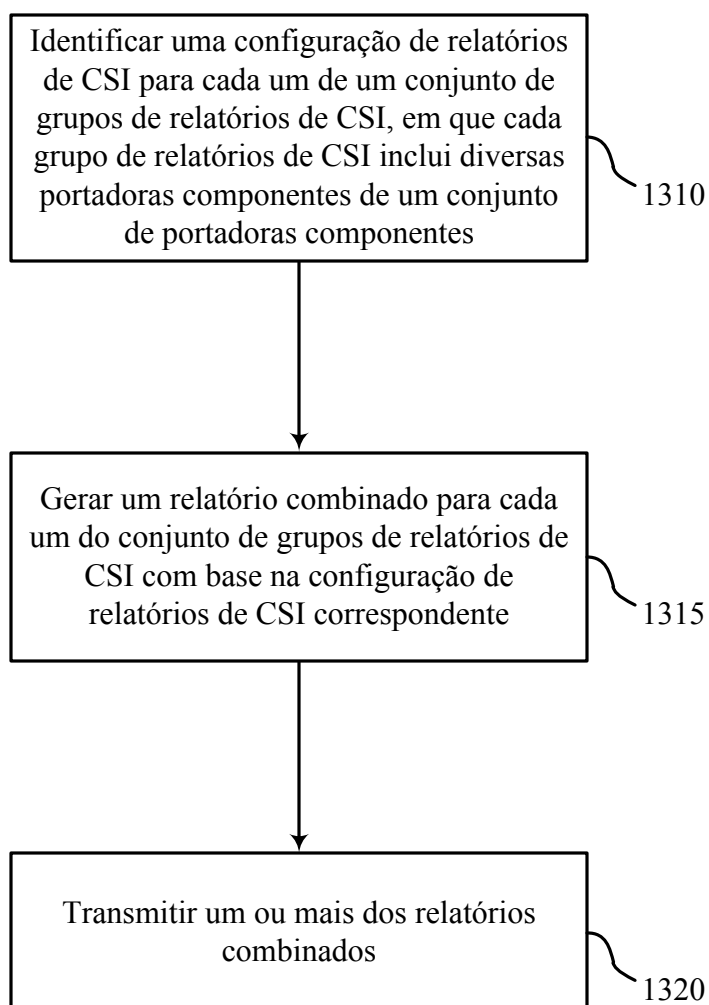 Identificar uma configuração de relatórios
de CSI para cada um de um conjunto de
grupos de relatórios de CSI, em que cada
grupo de relatórios de CSI inclui diversas
portadoras componentes de um conjunto
de portadoras componentes
1310
Gerar um relatório combinado para cada
um do conjunto de grupos de relatórios de
CSI com base na configuração de
relatórios de CSI correspondente
1315
Transmitir um ou mais dos relatórios
combinados
1320